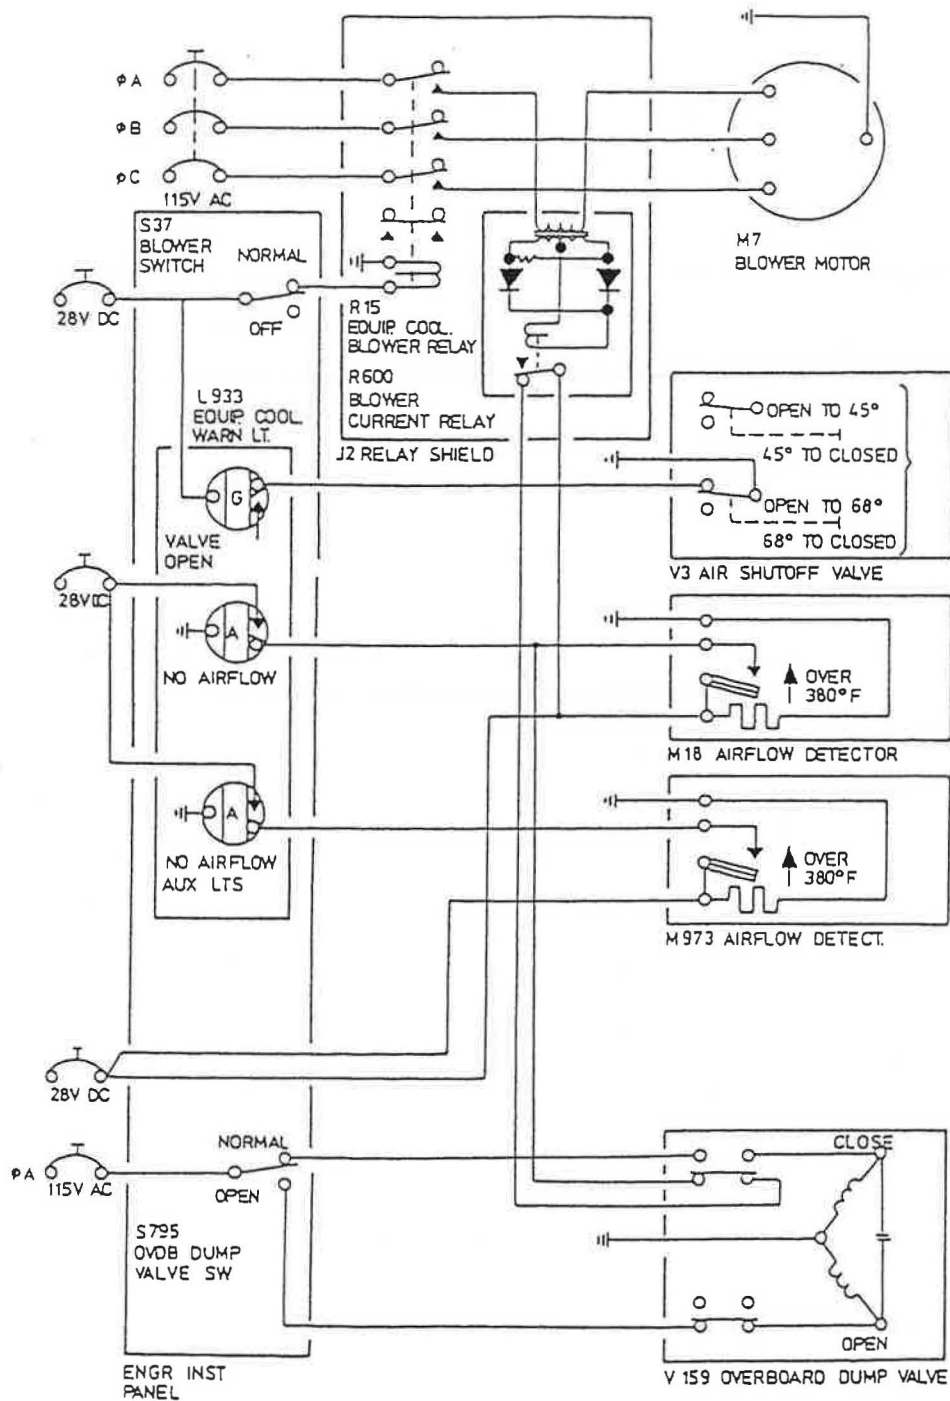 φA
φB
φC
115V AC
S37
BLOWER
SWITCH
NORMAL
OFF
28V DC
R15
EQUIP. COOL.
BLOWER RELAY
R600
BLOWER
CURRENT RELAY
J2 RELAY SHIELD
M7
BLOWER MOTOR
L933
EQUIP. COOL
WARN LT.
G
VALVE
OPEN
OPEN TO 45°
45° TO CLOSED
OPEN TO 68°
68° TO CLOSED
V3 AIR SHUTOFF VALVE
28V DC
A
NO AIRFLOW
OVER
380°F
M18 AIRFLOW DETECTOR
A
NO AIRFLOW
AUX LTS
OVER
380°F
M973 AIRFLOW DETECT.
28V DC
φA
115V AC
NORMAL
OPEN
S795
OVDB DUMP
VALVE SW
CLOSE
OPEN
ENGR INST
PANEL
V 159 OVERBOARD DUMP VALVE